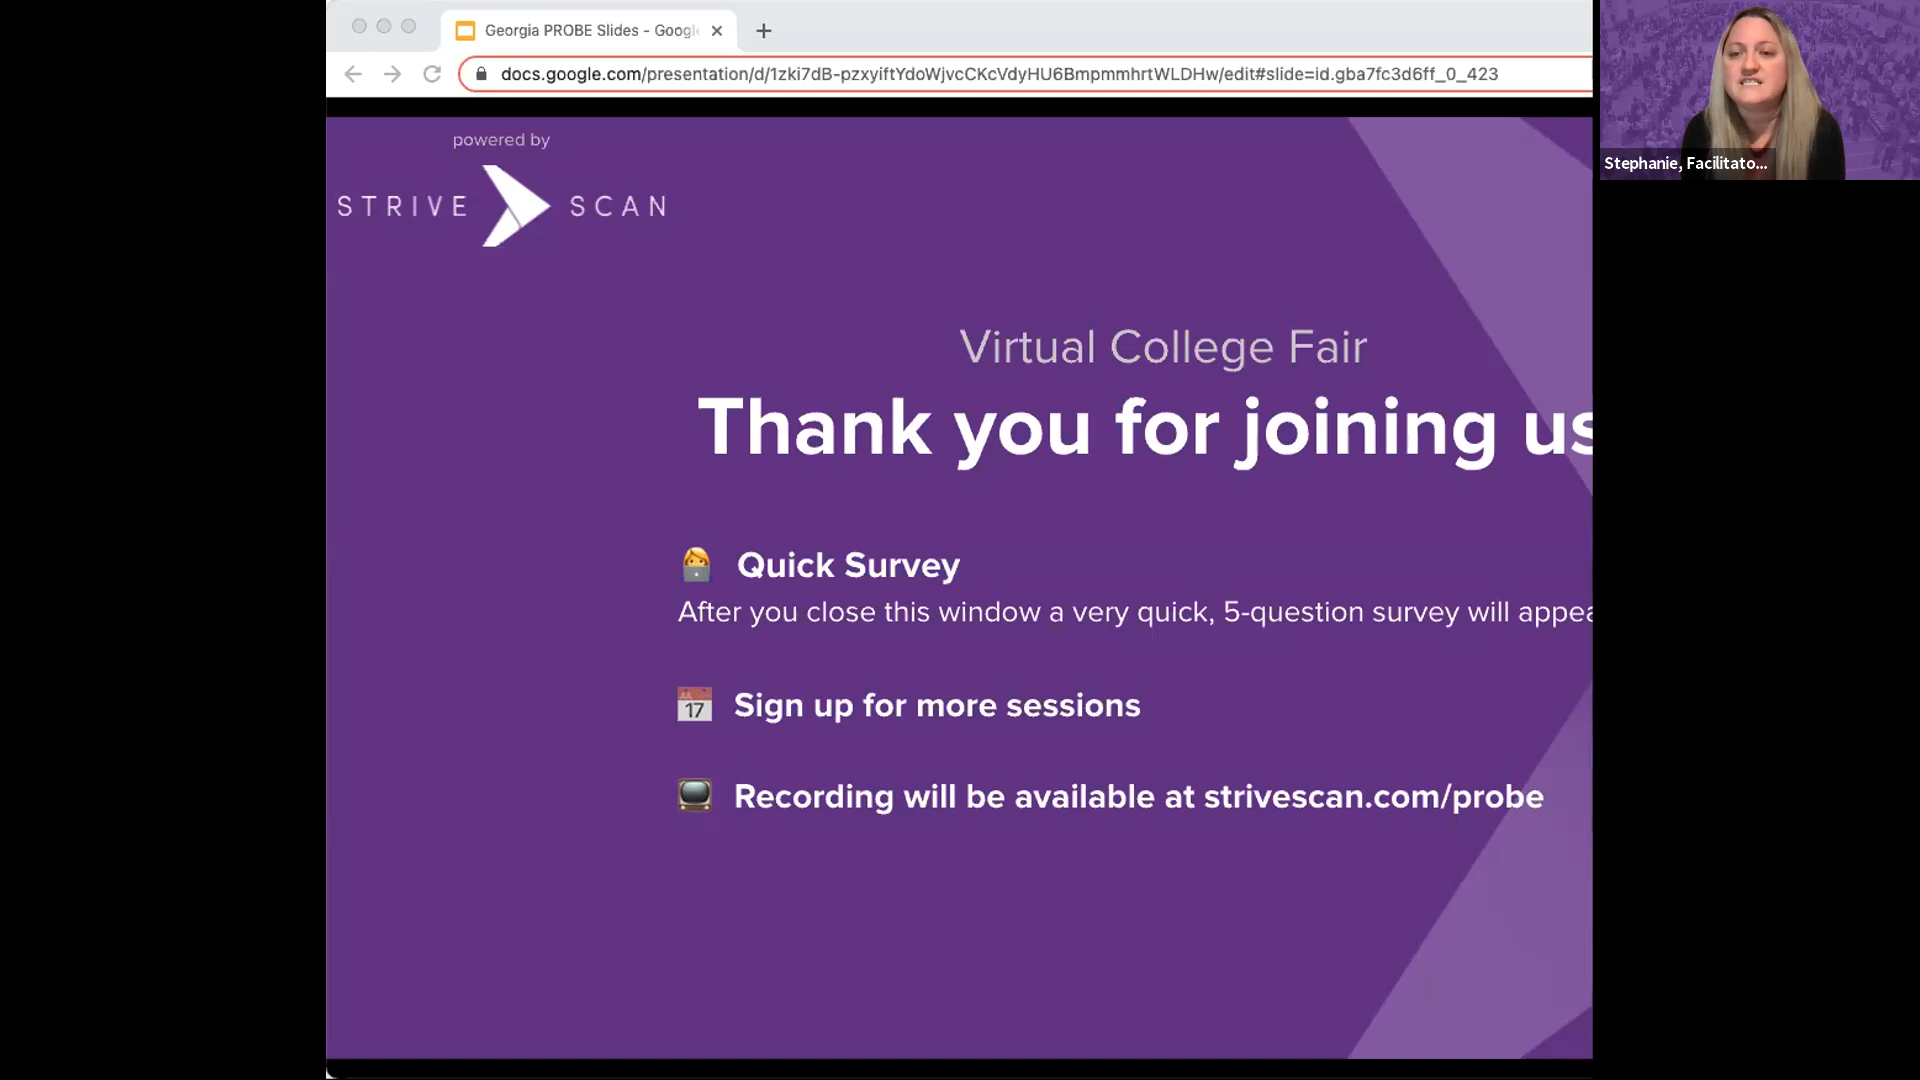 Georgia PROBE Slides - Googl
docs.google.com/presentation/d/1zki7dB-pzxyiftYdoWjvcCKcVdyHU6BmpmmhrtWLDHw/edit#slide=id.gba7fc3d6ff_0_423
Stephanie, Facilitato...
powered by
STRIVE SCAN
Virtual College Fair
Thank you for joining us
Quick Survey
After you close this window a very quick, 5-question survey will appea
17
Sign up for more sessions
Recording will be available at strivescan.com/probe